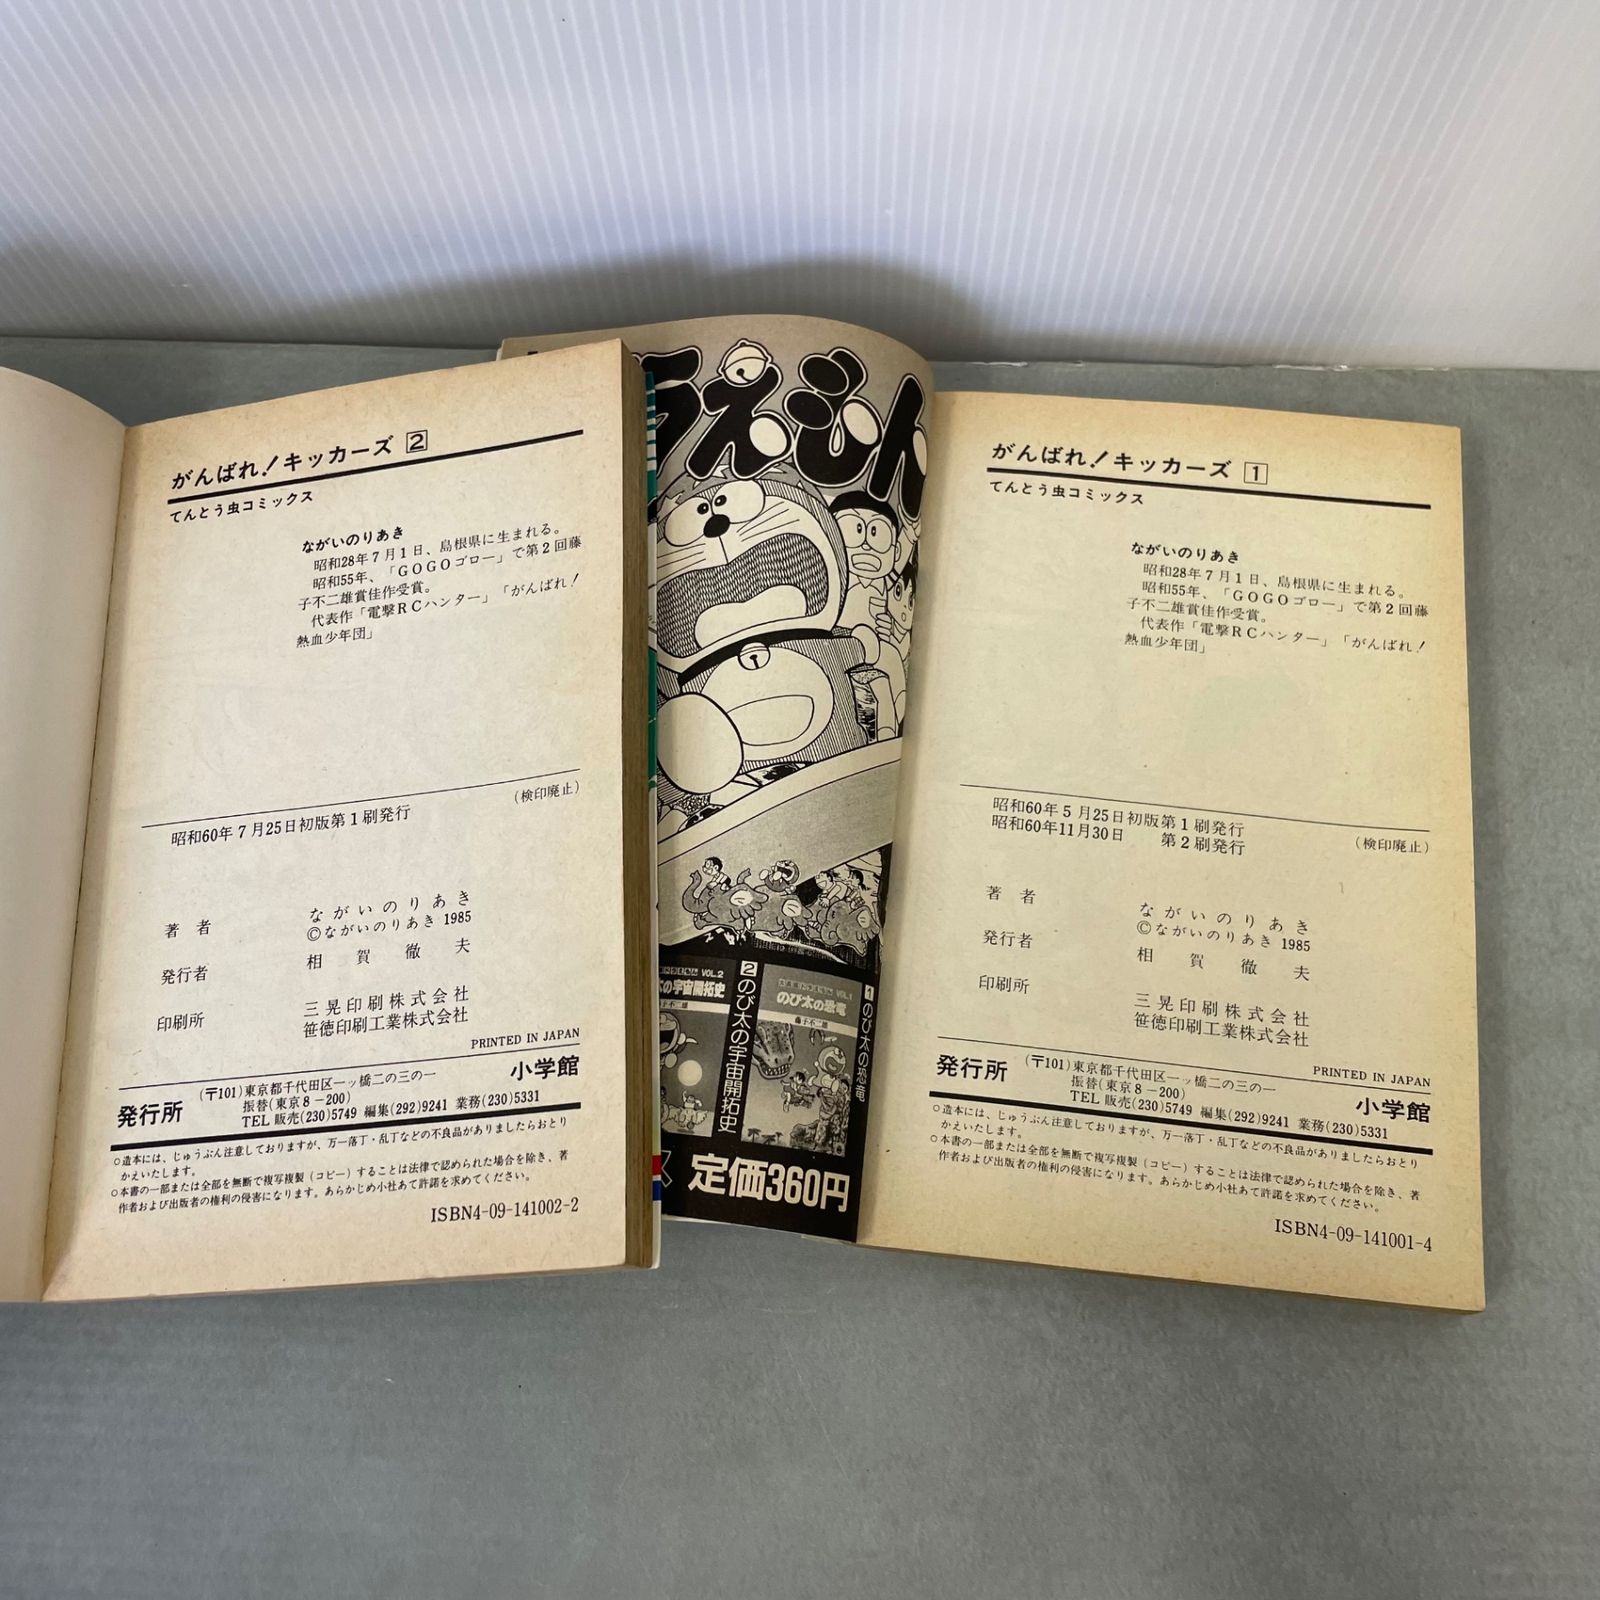 がんばれ!キッカーズ 2
てんとう虫コミックス
ながいのりあき
昭和28年7月1日、島根県に生まれる。
昭和55年、「GOGOゴロー」で第2回藤
子不二雄賞佳作受賞。
代表作「電撃RCハンター」「がんばれ!
熱血少年団」
(検印廃止)
昭和60年7月25日初版第1刷発行
著者 ながいのりあき
©ながいのりあき 1985
発行者 相賀徹夫
印刷所 三晃印刷株式会社
笹徳印刷工業株式会社
PRINTED IN JAPAN
発行所 (〒101)東京都千代田区一ッ橋二の三の一 小学館
振替(東京8-200)
TEL 販売(230)5749 編集(292)9241 業務(230)5331
○造本には、じゅうぶん注意しておりますが、万一落丁・乱丁などの不良品がありましたらおとり
かえいたします。
○本書の一部または全部を無断で複写複製(コピー)することは法律で認められた場合を除き、著
作者および出版者の権利の侵害になります。あらかじめ小社あて許諾を求めてください。
ISBN4-09-141002-2
らえもん
VOL.2
太の宇宙開拓史
2 のび太の宇宙開拓史
VOL.1
のび太の恐竜
藤子不二雄
1 のび太の恐竜
定価360円
がんばれ!キッカーズ 1
てんとう虫コミックス
ながいのりあき
昭和28年7月1日、島根県に生まれる。
昭和55年、「GOGOゴロー」で第2回藤
子不二雄賞佳作受賞。
代表作「電撃RCハンター」「がんばれ!
熱血少年団」
昭和60年5月25日初版第1刷発行
昭和60年11月30日 第2刷発行
(検印廃止)
著者 ながいのりあき
©ながいのりあき 1985
発行者 相賀徹夫
印刷所 三晃印刷株式会社
笹徳印刷工業株式会社
PRINTED IN JAPAN
発行所 (〒101)東京都千代田区一ッ橋二の三の一 小学館
振替(東京8-200)
TEL 販売(230)5749 編集(292)9241 業務(230)5331
○造本には、じゅうぶん注意しておりますが、万一落丁・乱丁などの不良品がありましたらおとり
かえいたします。
○本書の一部または全部を無断で複写複製(コピー)することは法律で認められた場合を除き、著
作者および出版者の権利の侵害になります。あらかじめ小社あて許諾を求めてください。
ISBN4-09-141001-4